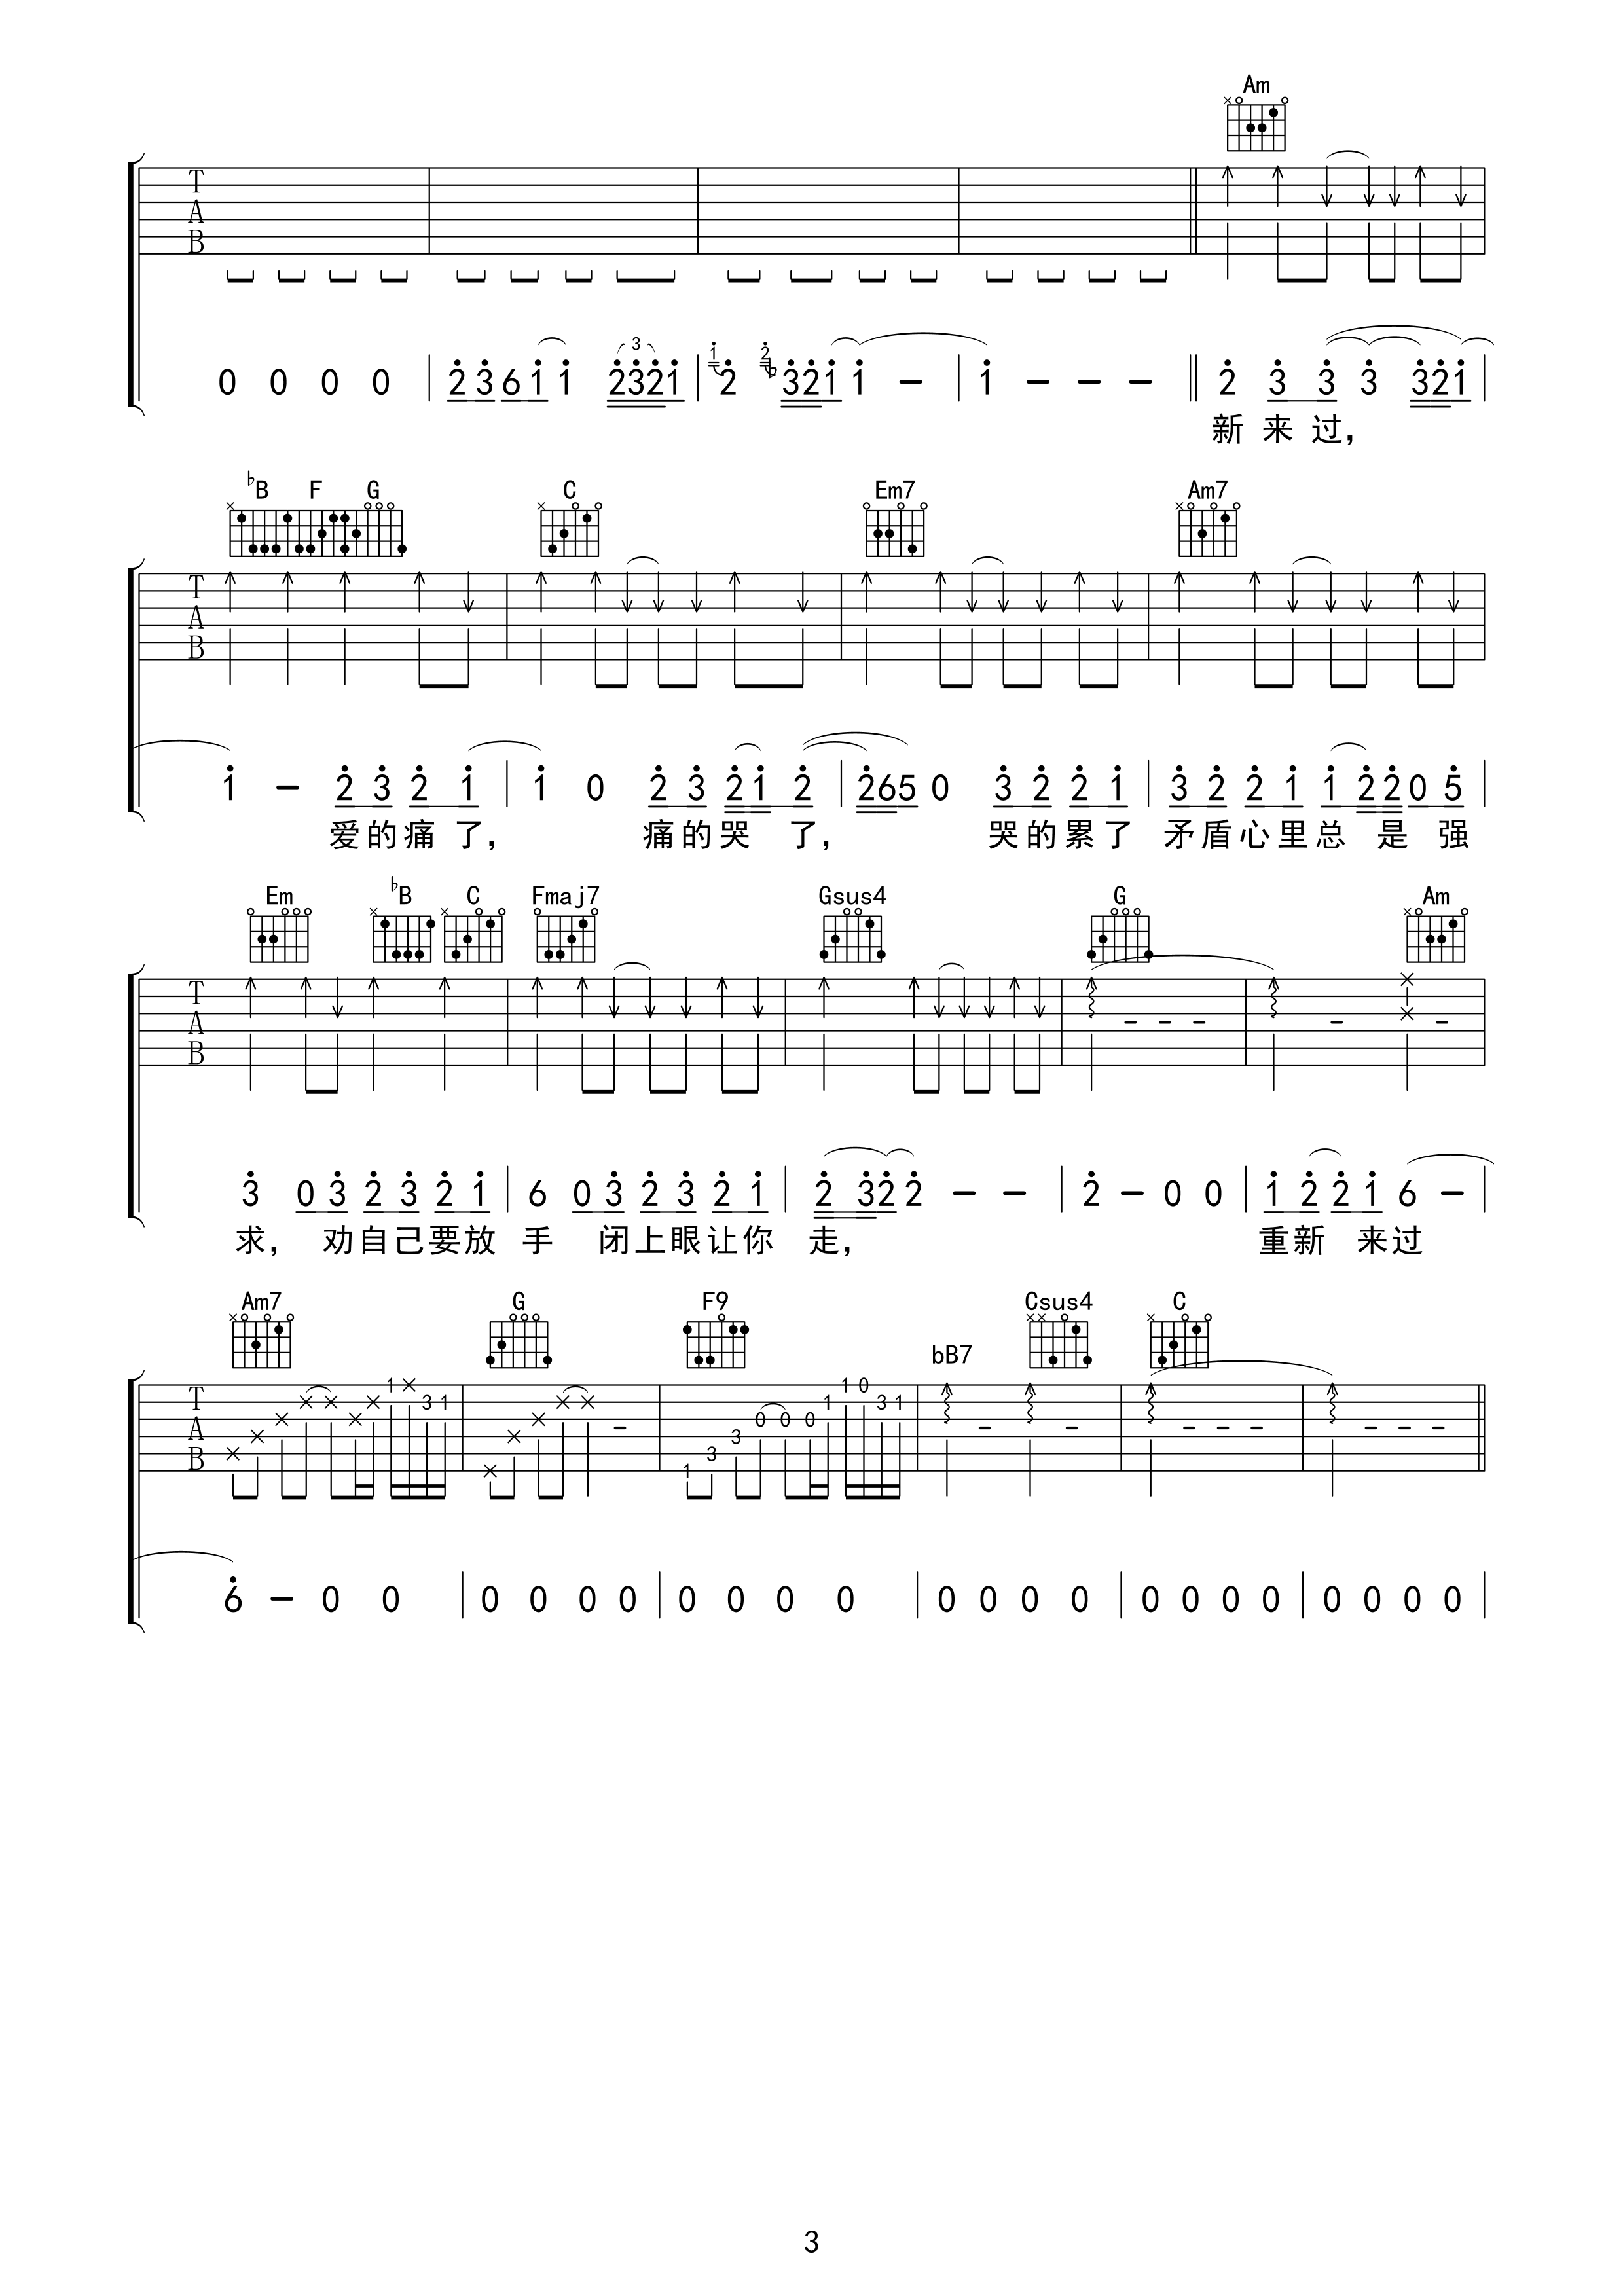 Am
T
A
B
3
1 2
0 0 0 0 2 3 6 1 1 2 3 2 1 2 ♭3 2 1 1 – 1 – – – 2 3 3 3 3 2 1
新 来 过，
♭B F G C Em7 Am7
T
A
B
1 – 2 3 2 1 1 0 2 3 2 1 2 2 6 5 0 3 2 2 1 3 2 2 1 1 2 2 0 5
爱 的 痛 了， 痛 的 哭 了， 哭 的 累 了 矛 盾 心 里 总 是 强
Em ♭B C Fmaj7 Gsus4 G Am
T
A
B
3 0 3 2 3 2 1 6 0 3 2 3 2 1 2 3 2 2 – – 2 – 0 0 1 2 2 1 6 –
求， 劝 自 己 要 放 手 闭 上 眼 让 你 走， 重 新 来 过
Am7 G F9 bB7 Csus4 C
1 1 0
T 3 1 1 3 1
0 0 0
A 3
B 3
1
6 – 0 0 0 0 0 0 0 0 0 0 0 0 0 0 0 0 0 0 0 0 0 0
3